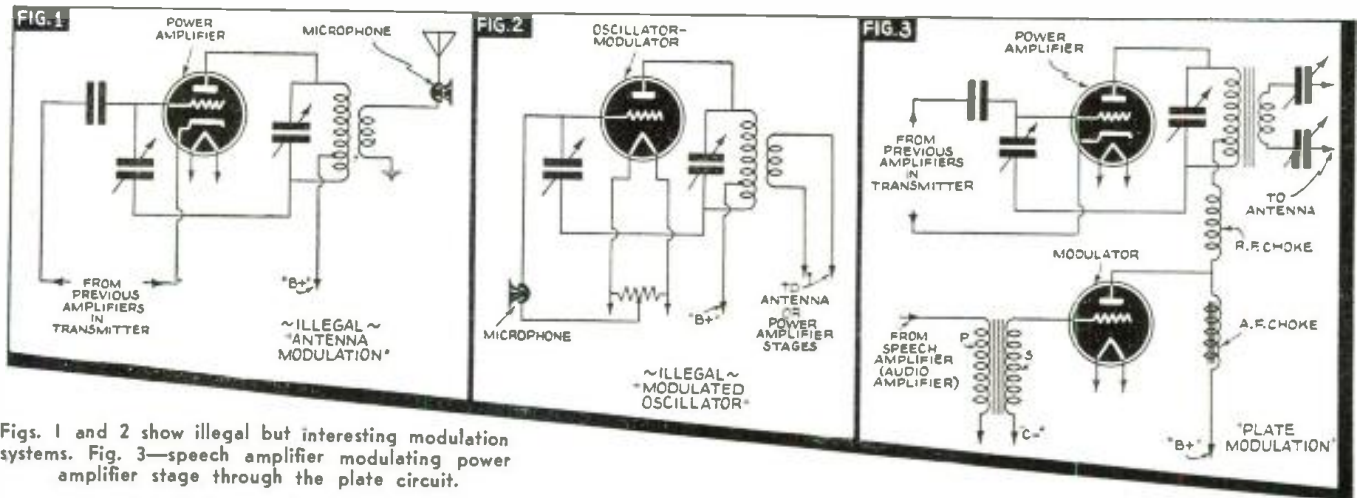 FIG.1
POWER
AMPLIFIER
MICROPHONE
FROM
PREVIOUS
AMPLIFIERS
IN
TRANSMITTER
"B+"
~ILLEGAL~
"ANTENNA
MODULATION"
FIG.2
OSCILLATOR-
MODULATOR
MICROPHONE
"B+"
TO
ANTENNA
OR
POWER
AMPLIFIER
STAGES
~ILLEGAL~
"MODULATED
OSCILLATOR"
FIG.3
POWER
AMPLIFIER
FROM
PREVIOUS
AMPLIFIERS
IN
TRANSMITTER
TO
ANTENNA
R.F. CHOKE
MODULATOR
FROM
SPEECH
AMPLIFIER
(AUDIO
AMPLIFIER)
P
S
"C-"
A.F. CHOKE
"B+"
"PLATE
MODULATION"
Figs. 1 and 2 show illegal but interesting modulation
systems. Fig. 3—speech amplifier modulating power
amplifier stage through the plate circuit.